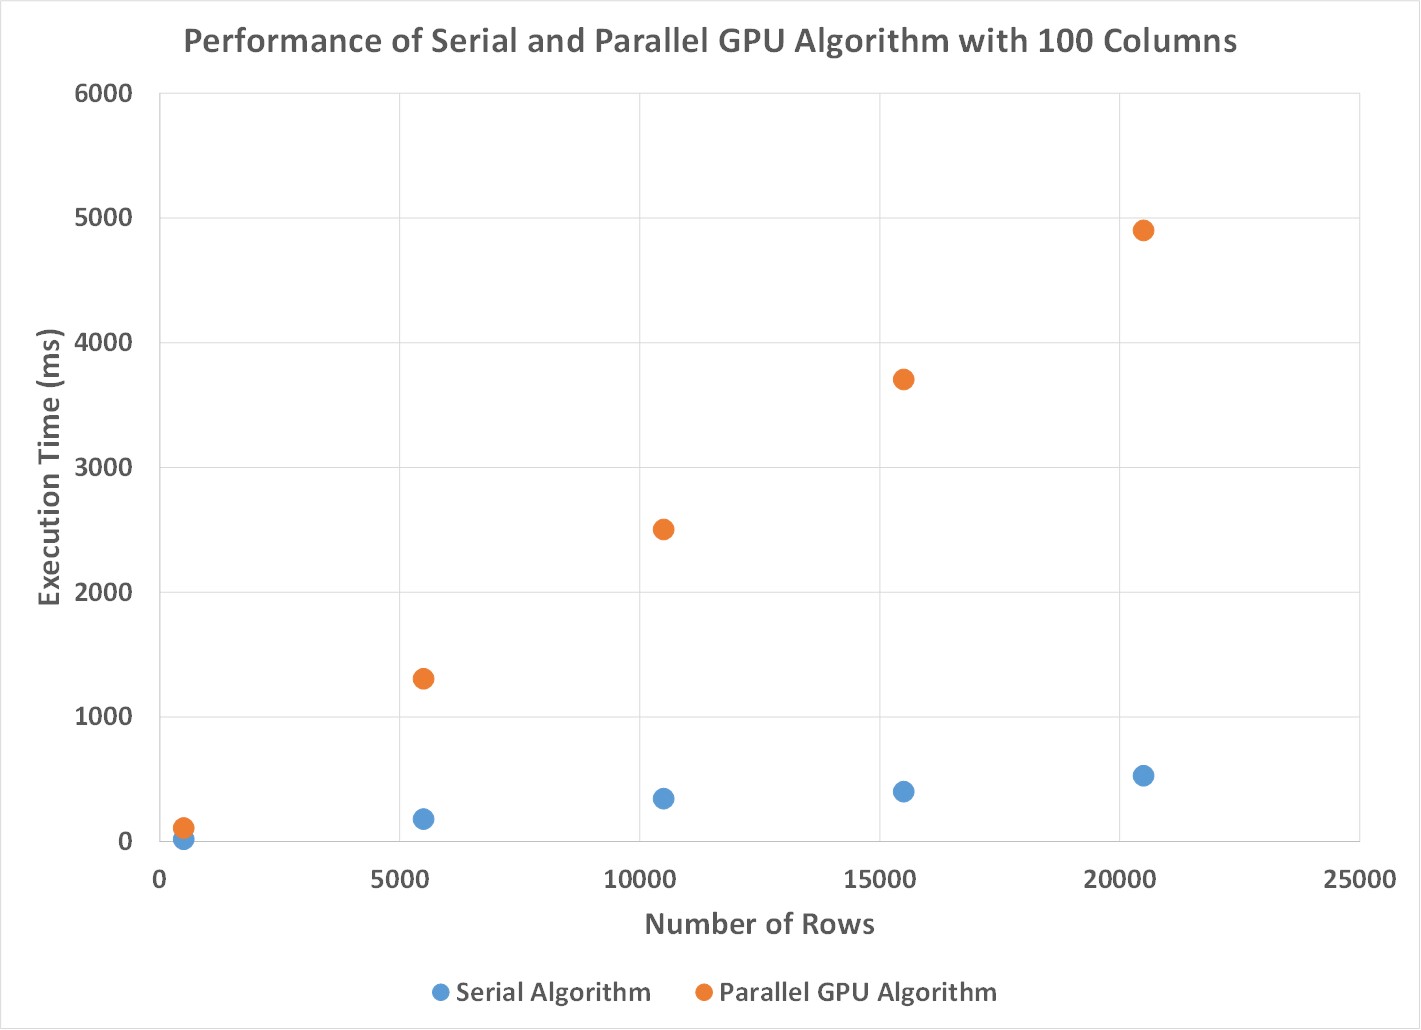 Performance of Serial and Parallel GPU Algorithm with 100 Columns
6000
5000
4000
3000
2000
1000
0
Execution Time (ms)
0 5000 10000 15000 20000 25000
Number of Rows
Serial Algorithm Parallel GPU Algorithm